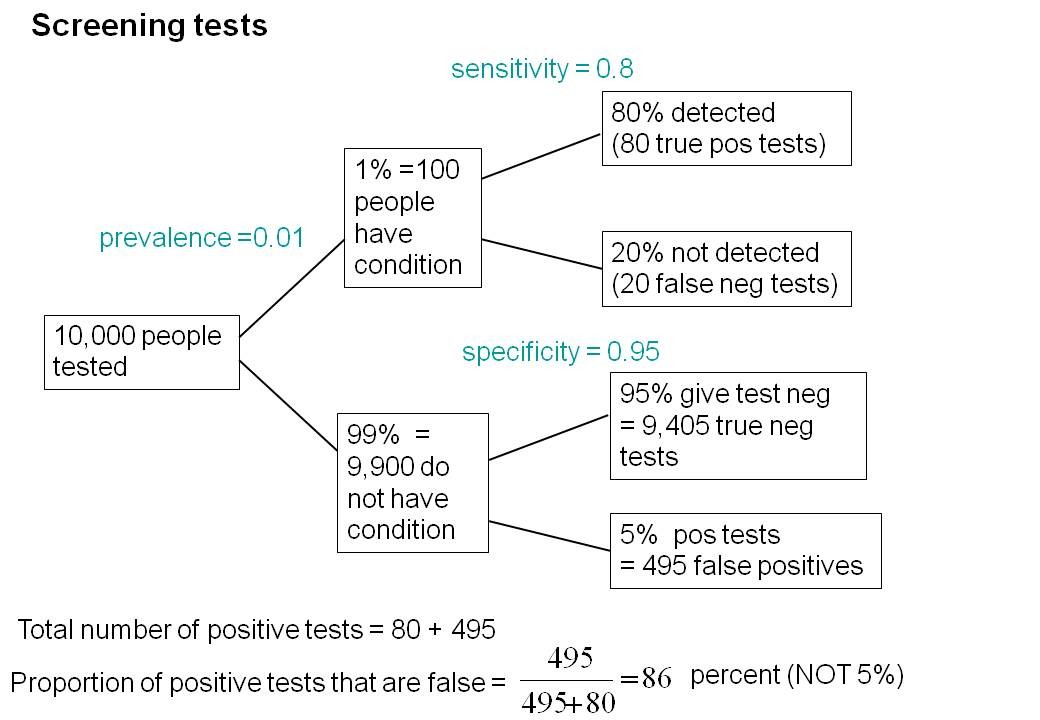 Screening tests
sensitivity = 0.8
80% detected
(80 true pos tests)
1% =100
people
have
condition
prevalence =0.01
20% not detected
(20 false neg tests)
10,000 people
tested
specificity = 0.95
95% give test neg
= 9,405 true neg
tests
99%  =
9,900 do
not have
condition
5%  pos tests
= 495 false positives
Total number of positive tests = 80 + 495
Proportion of positive tests that are false =
495
495+80
=86 percent (NOT 5%)